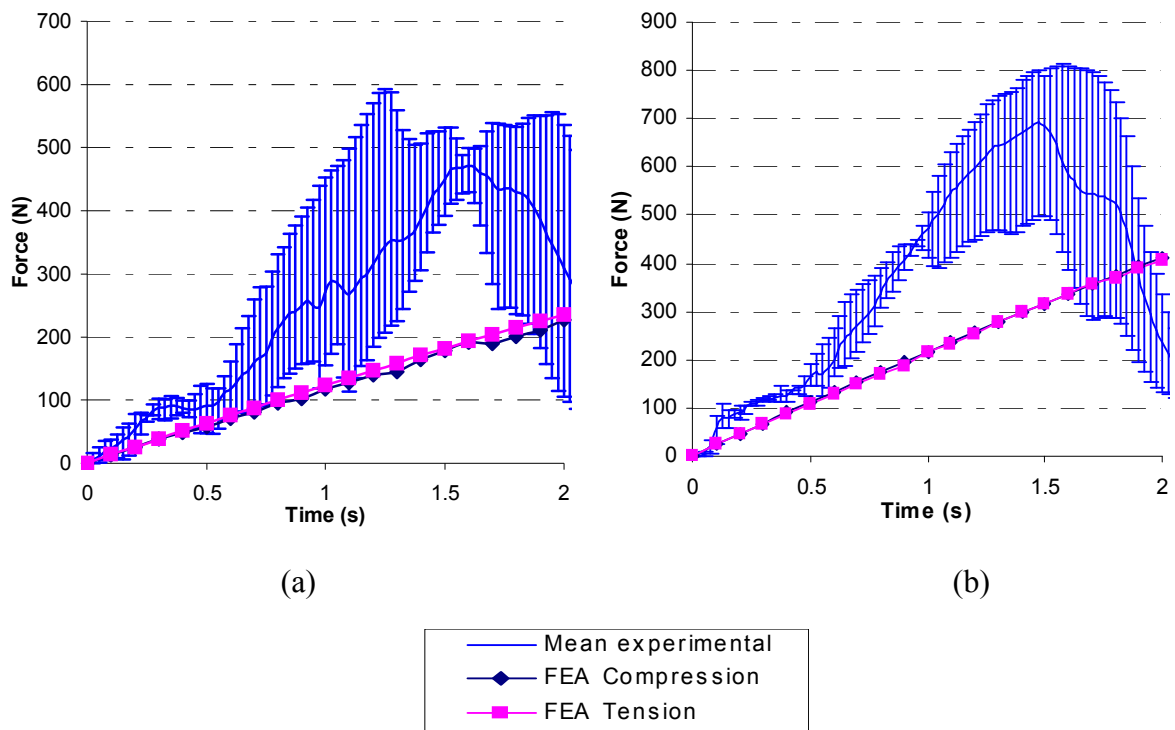 700
600
500
400
300
200
100
0
Force (N)
0 0.5 1 1.5 2
Time (s)
(a)
900
800
700
600
500
400
300
200
100
0
Force (N)
0 0.5 1 1.5 2
Time (s)
(b)
Mean experimental
FEA Compression
FEA Tension